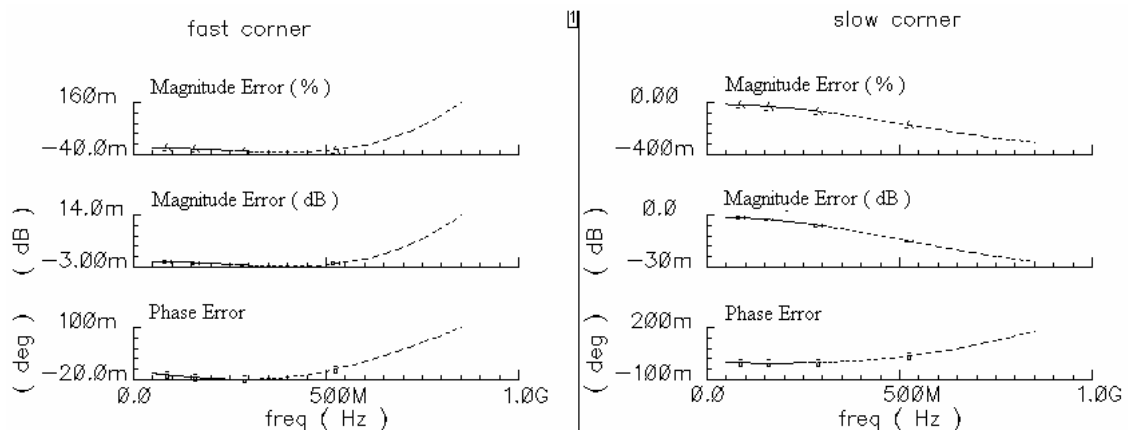 fast corner
Magnitude Error ( % )
160m
-40.0m
Magnitude Error ( dB )
14.0m
( dB )
-3.00m
Phase Error
100m
( deg )
-20.0m
0.0 500M 1.0G
freq ( Hz )
1
slow corner
Magnitude Error ( % )
0.00
-400m
Magnitude Error ( dB )
0.0
( dB )
-30m
Phase Error
200m
( deg )
-100m
0.0 500M 1.0G
freq ( Hz )